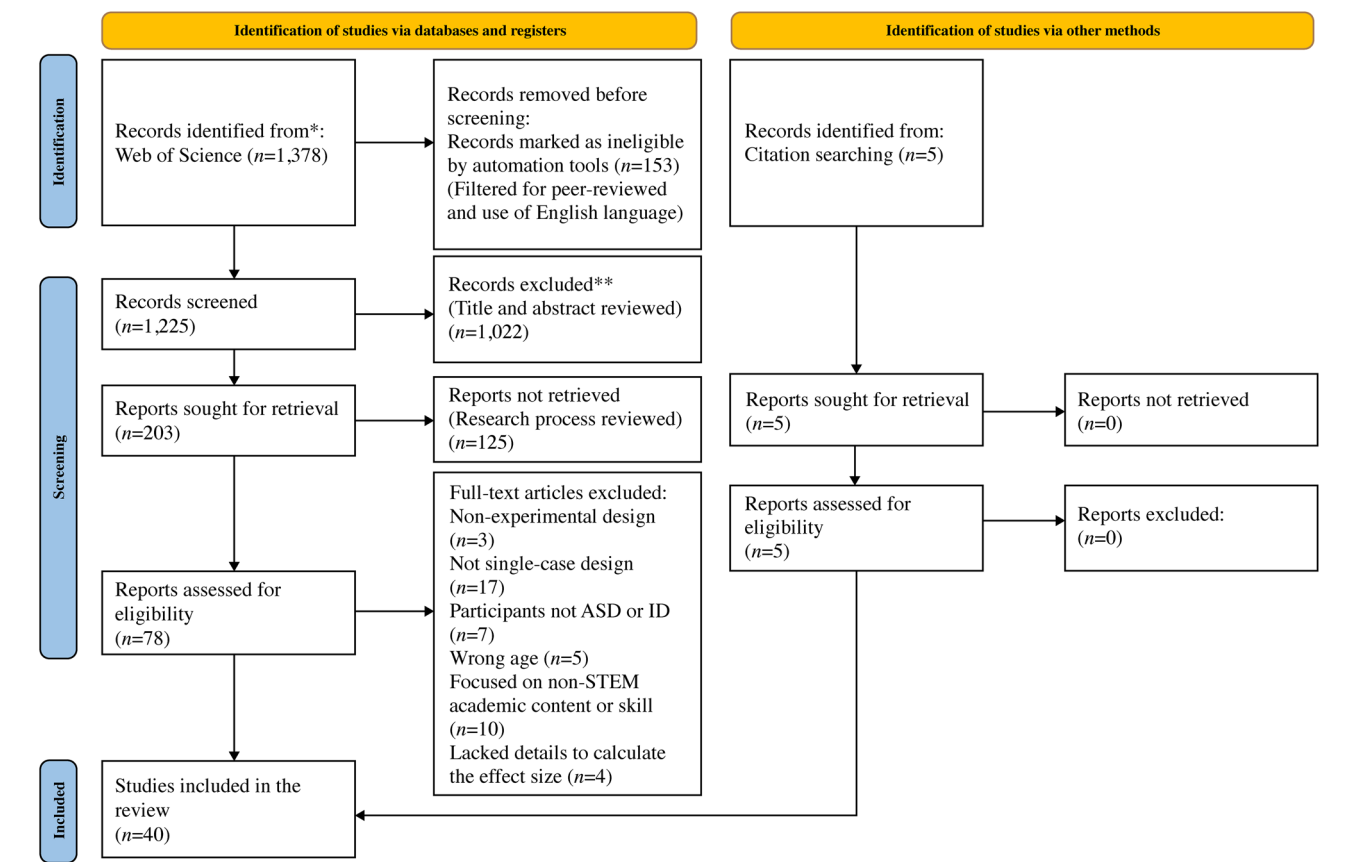 Identification of studies via databases and registers
Identification of studies via other methods
Identification
Records identified from*:
Web of Science (n=1,378)
Records removed before
screening:
Records marked as ineligible
by automation tools (n=153)
(Filtered for peer-reviewed
and use of English language)
Records identified from:
Citation searching (n=5)
Screening
Records screened
(n=1,225)
Records excluded**
(Title and abstract reviewed)
(n=1,022)
Reports sought for retrieval
(n=203)
Reports not retrieved
(Research process reviewed)
(n=125)
Reports sought for retrieval
(n=5)
Reports not retrieved
(n=0)
Reports assessed for
eligibility
(n=78)
Full-text articles excluded:
Non-experimental design
(n=3)
Not single-case design
(n=17)
Participants not ASD or ID
(n=7)
Wrong age (n=5)
Focused on non-STEM
academic content or skill
(n=10)
Lacked details to calculate
the effect size (n=4)
Reports assessed for
eligibility
(n=5)
Reports excluded:
(n=0)
Included
Studies included in the
review
(n=40)